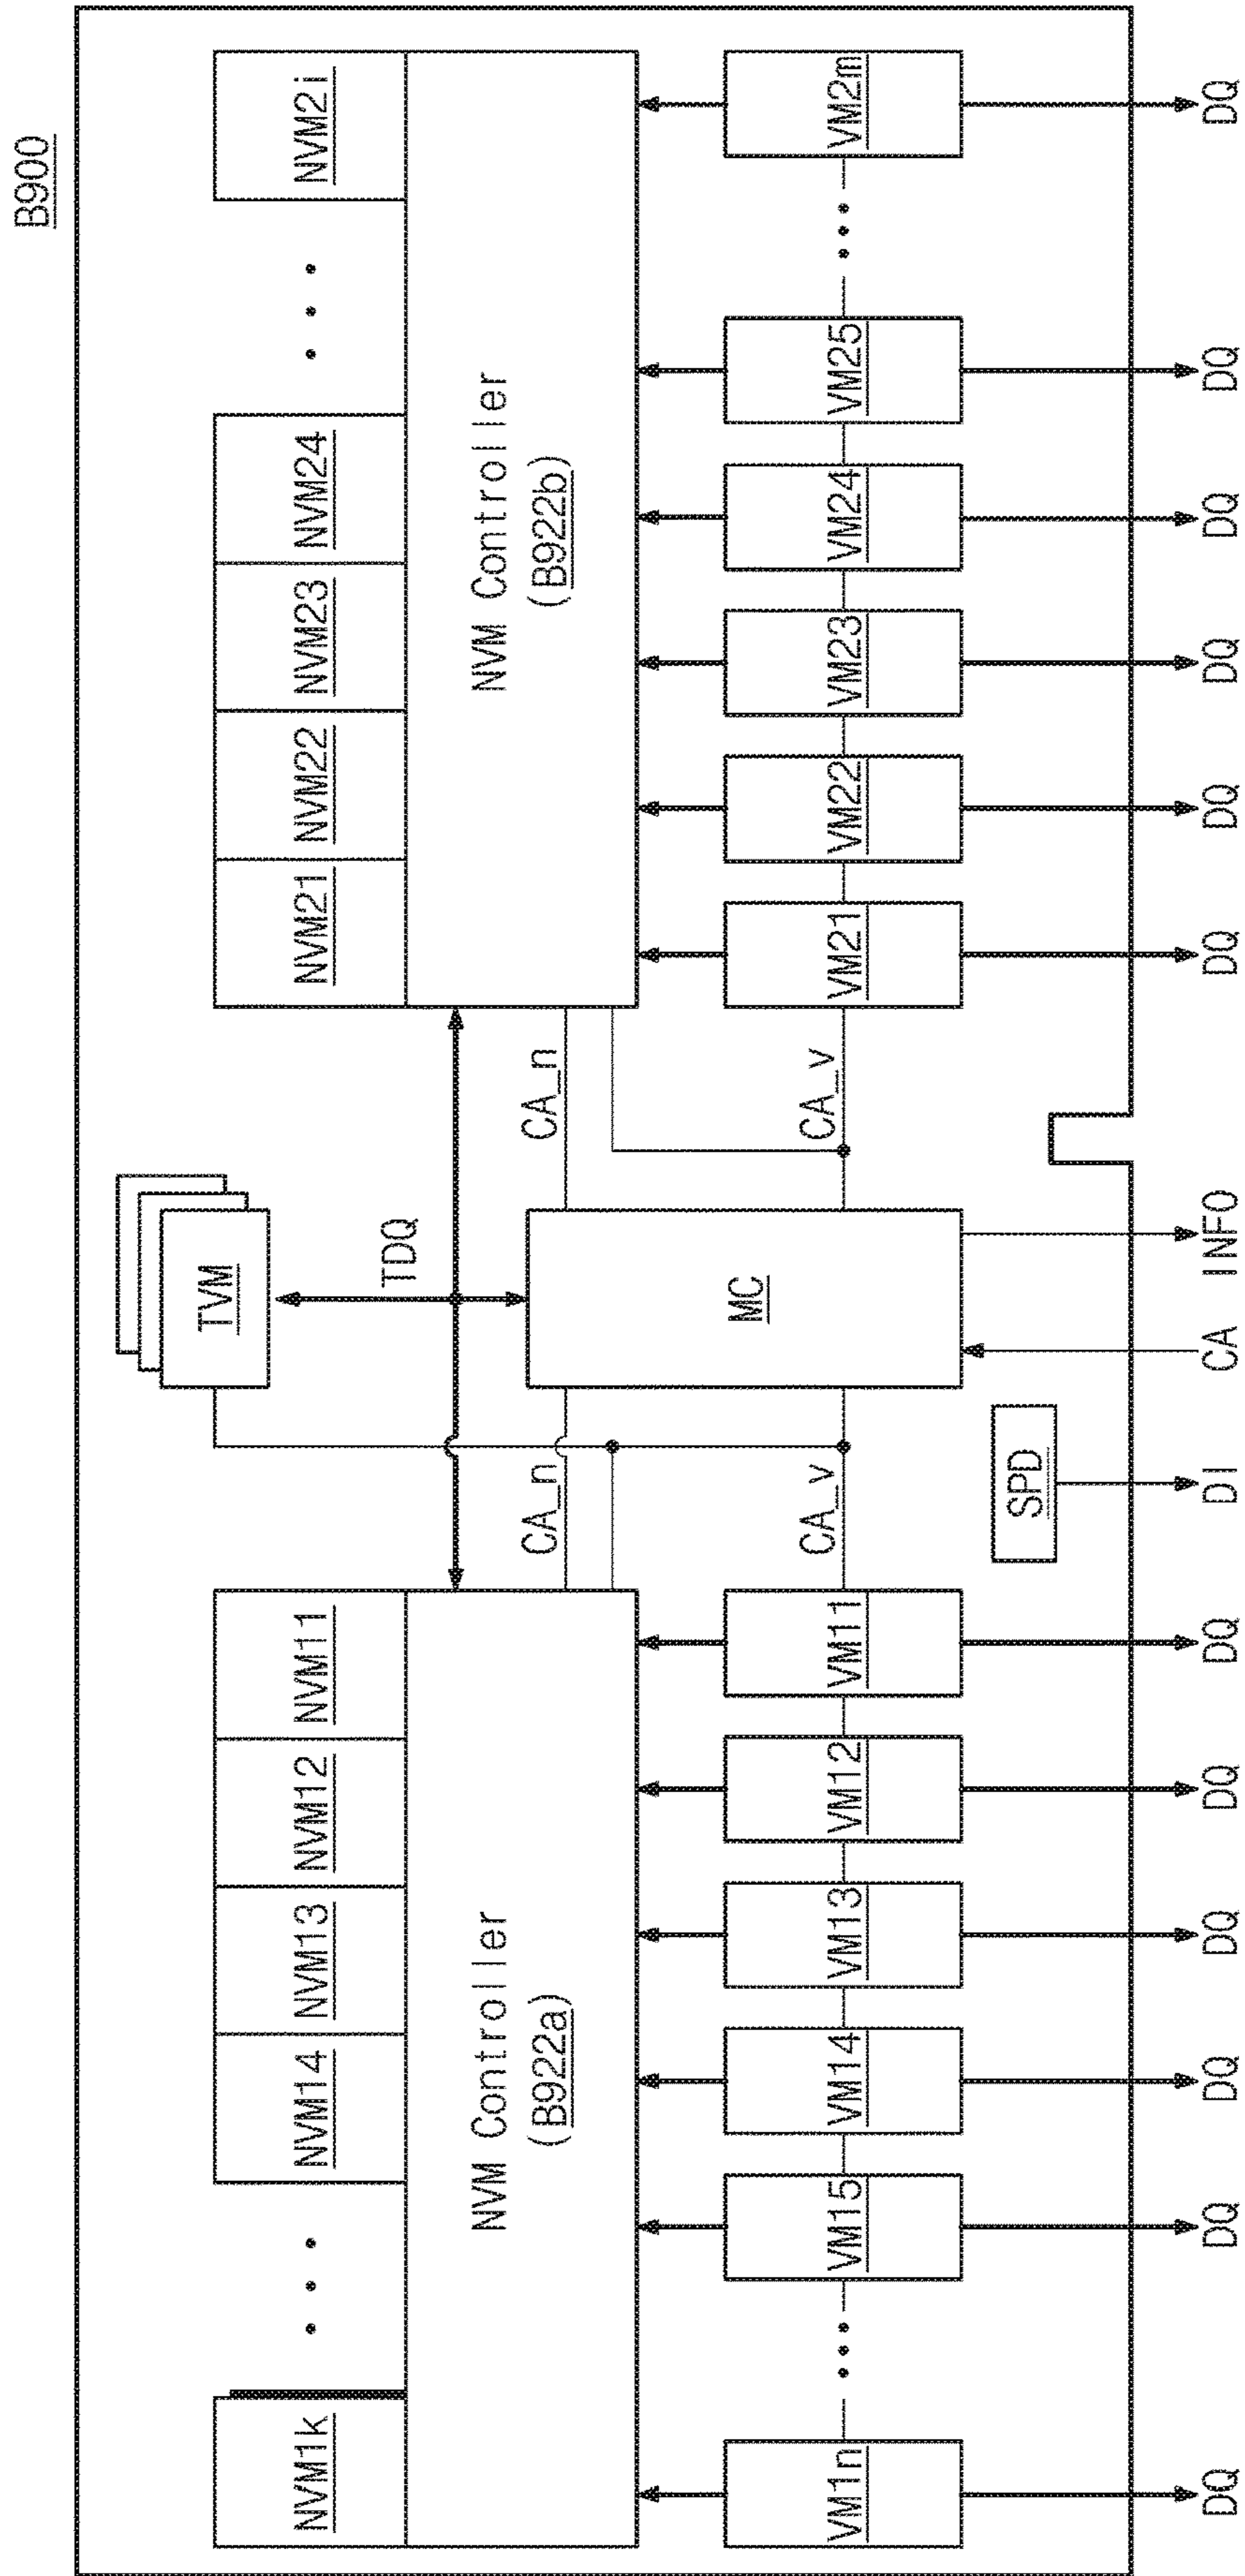 B900
NVM1k
NVM14
NVM13
NVM12
NVM11
TVM
NVM21
NVM22
NVM23
NVM24
NVM2i
TDQ
NVM Controller
(B922a)
NVM Controller
(B922b)
CA_n
CA_n
MC
CA_v
CA_v
VM1n
VM15
VM14
VM13
VM12
VM11
VM21
VM22
VM23
VM24
VM25
VM2m
SPD
DQ
DQ
DQ
DQ
DQ
DQ
DI
CA
INFO
DQ
DQ
DQ
DQ
DQ
DQ